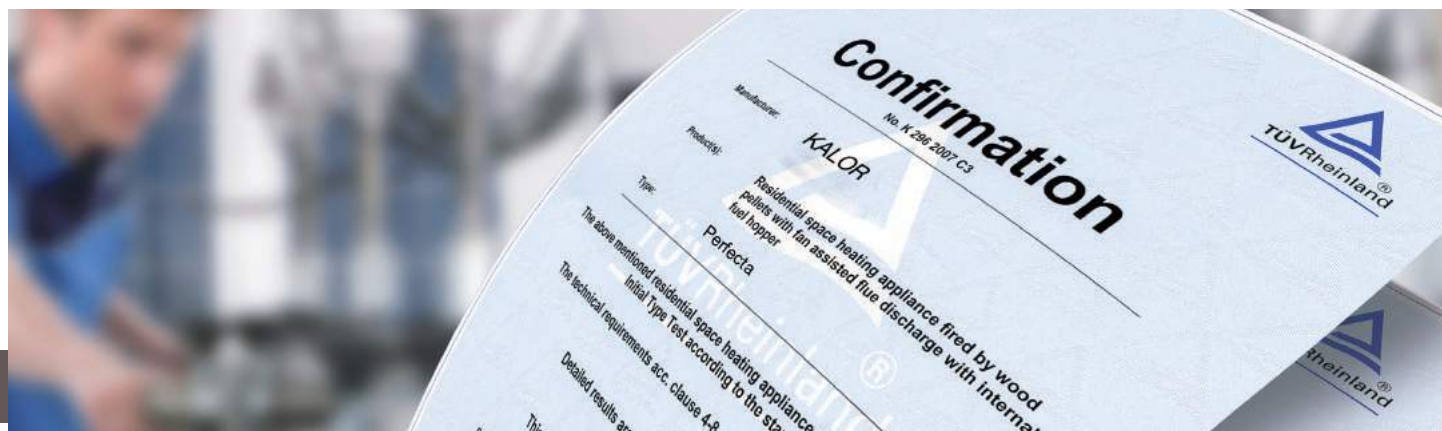 Confirmation
No. K 296 2007 C3
TÜVRheinland®
Manufacturer:
KALOR
Product(s):
Residential space heating appliance fired by wood
pellets with fan assisted flue discharge with internal
fuel hopper
Type:
Perfecta
The above mentioned residential space heating appliance
Initial Type Test according to the
The technical requirements acc. clause 4-8
Detailed results are
TÜVRheinland
®
Rheinland®